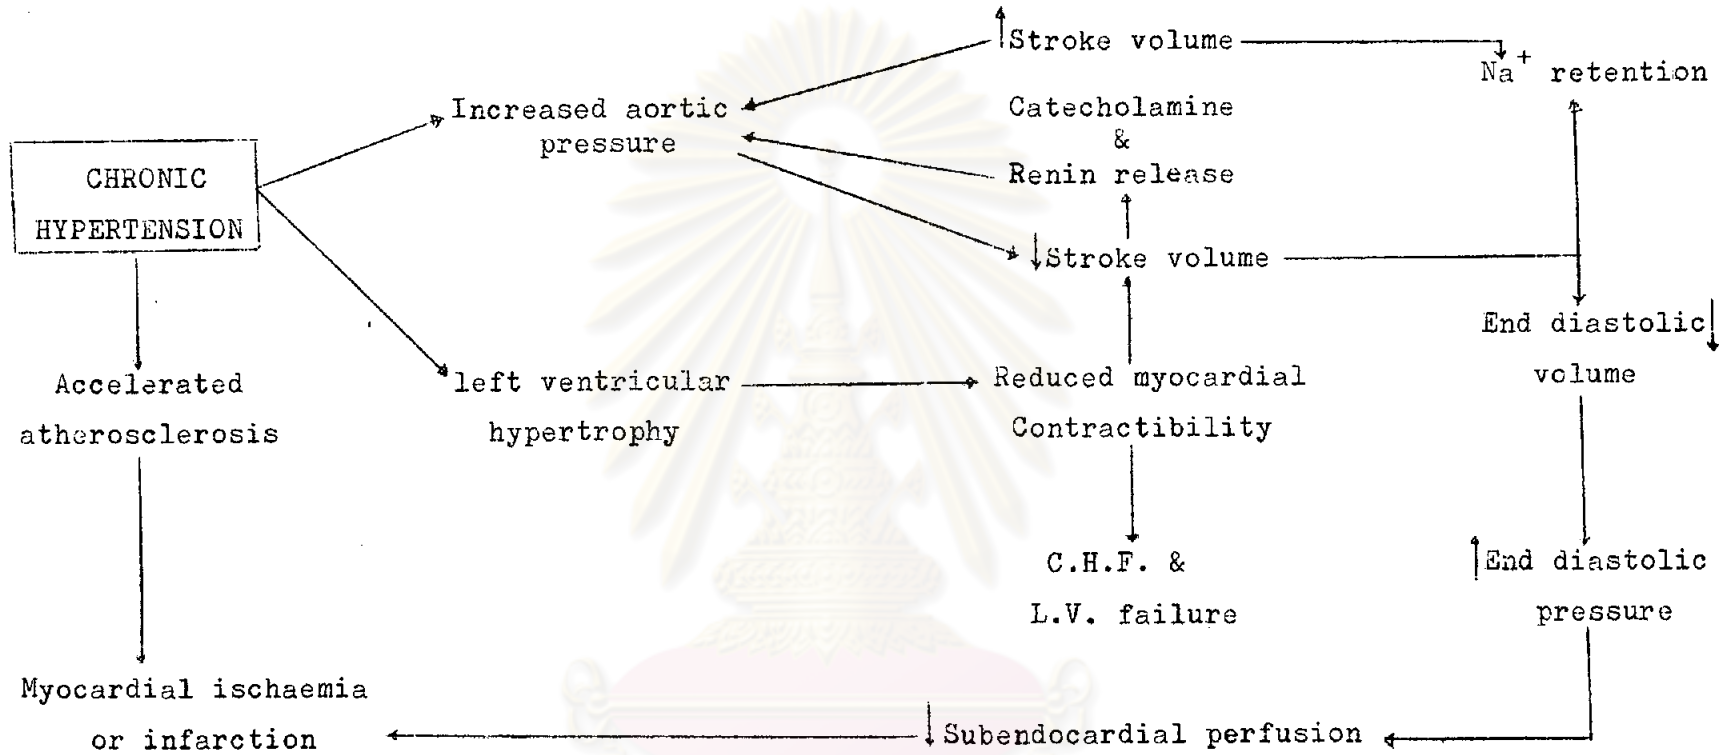 ↑Stroke volume
Na+ retention
Increased aortic
pressure
Catecholamine
&
Renin release
CHRONIC
HYPERTENSION
↓Stroke volume
End diastolic↓
volume
Accelerated
atherosclerosis
left ventricular
hypertrophy
Reduced myocardial
Contractibility
C.H.F. &
L.V. failure
↑End diastolic
pressure
Myocardial ischaemia
or infarction
↓Subendocardial perfusion